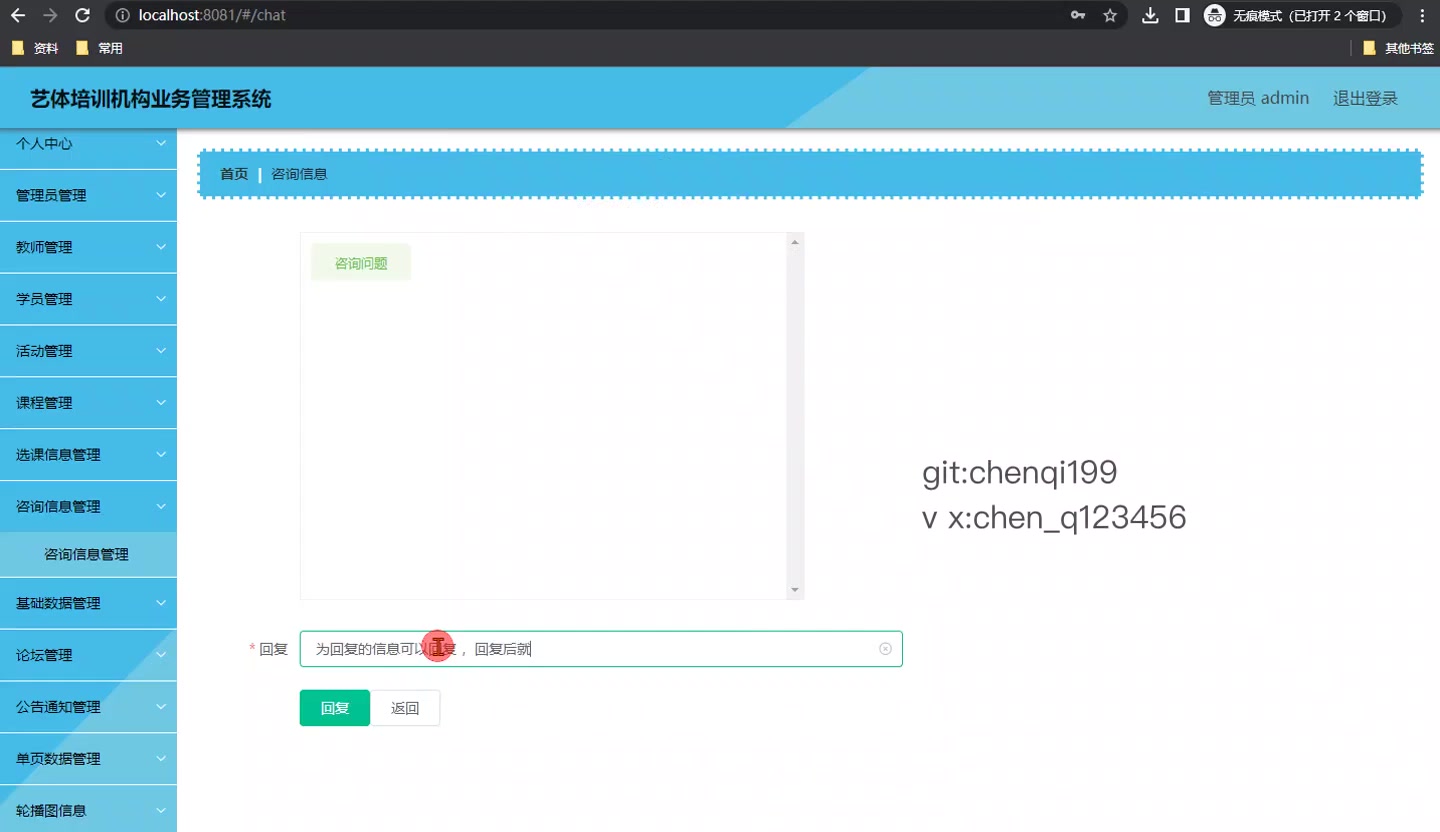 localhost:8081/#/chat
无痕模式（已打开 2 个窗口）
资料
常用
其他书签
艺体培训机构业务管理系统
管理员 admin
退出登录
个人中心
管理员管理
教师管理
学员管理
活动管理
课程管理
选课信息管理
咨询信息管理
咨询信息管理
基础数据管理
论坛管理
公告通知管理
单页数据管理
轮播图信息
首页
咨询信息
咨询问题
git:chenqi199
v x:chen_q123456
* 回复
为回复的信息可以回复，回复后就
回复
返回